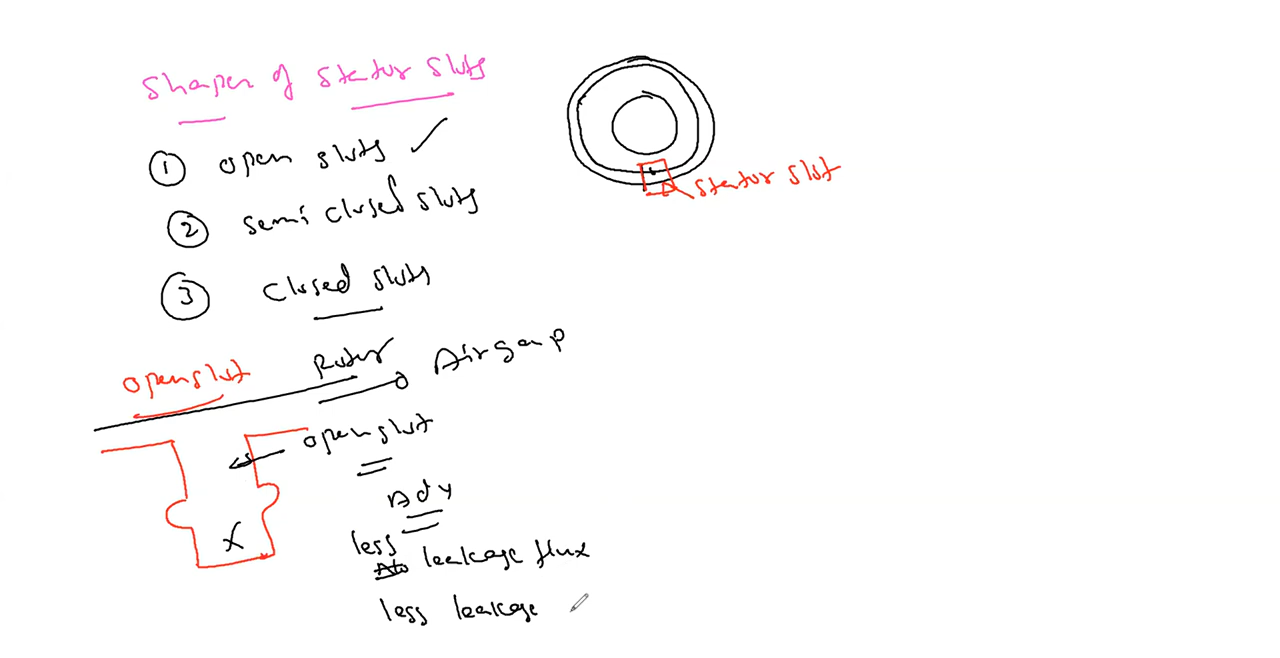 Shapes of stator slots
1 open slots
2 semi closed slots
3 closed slots
stator slot
open slot
Rotor
Air gap
open slot
Adv
less
leakage flux
less leakage